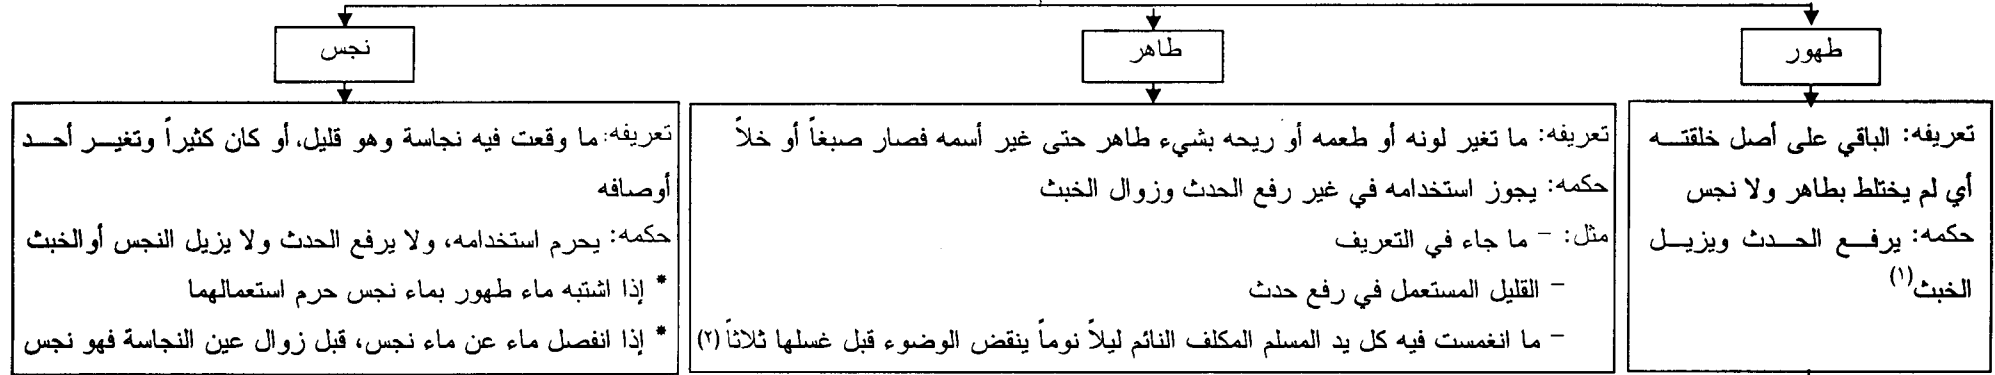 طهور
طاهر
نجس
تعريفه: الباقي على أصل خلقته
أي لم يختلط بطاهر ولا نجس
حكمه: يرفع الحدث ويزيل
الخبث(١)
تعريفه: ما تغير لونه أو طعمه أو ريحه بشيء طاهر حتى غير أسمه فصار صبغاً أو خلاً
حكمه: يجوز استخدامه في غير رفع الحدث وزوال الخبث
مثل: - ما جاء في التعريف
- القليل المستعمل في رفع حدث
- ما انغمست فيه كل يد المسلم المكلف النائم ليلاً نوماً ينقض الوضوء قبل غسلها ثلاثاً (٢)
تعريفه: ما وقعت فيه نجاسة وهو قليل، أو كان كثيراً وتغير أحد
أوصافه
حكمه: يحرم استخدامه، ولا يرفع الحدث ولا يزيل النجس أوالخبث
* إذا اشتبه ماء طهور بماء نجس حرم استعمالهما
* إذا انفصل ماء عن ماء نجس، قبل زوال عين النجاسة فهو نجس